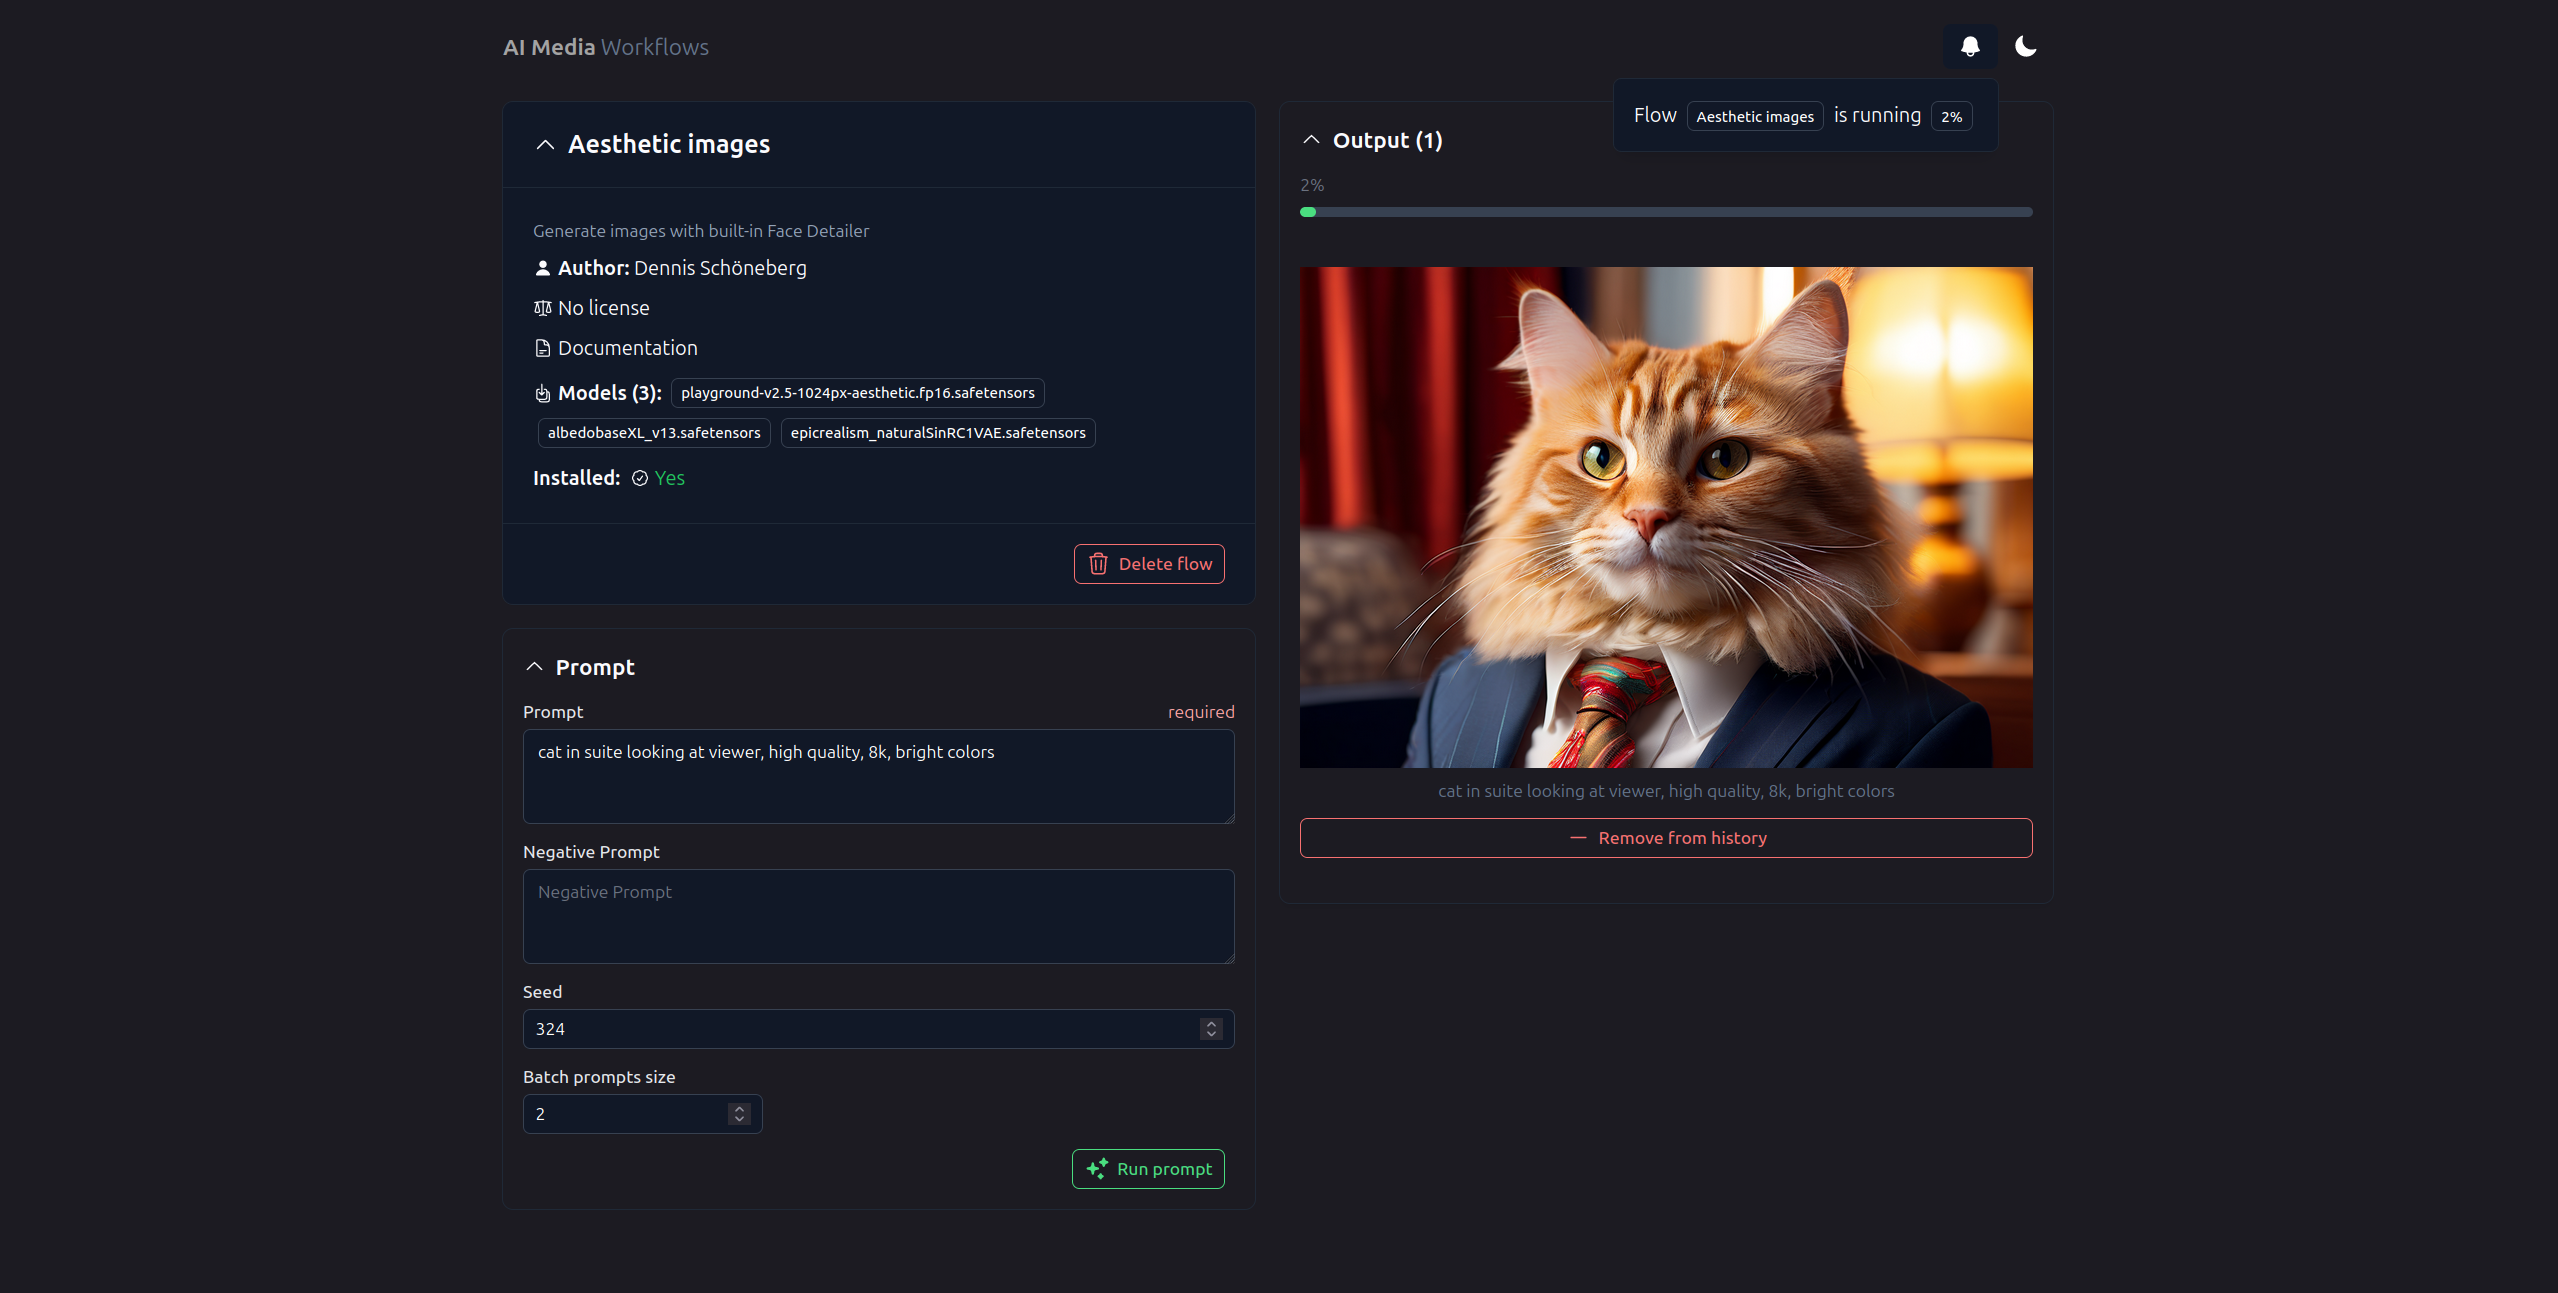 AI Media Workflows
Flow Aesthetic images is running 2%
Aesthetic images
Generate images with built-in Face Detailer
Author: Dennis Schöneberg
No license
Documentation
Models (3): playground-v2.5-1024px-aesthetic.fp16.safetensors
albedobaseXL_v13.safetensors epicrealism_naturalSinRC1VAE.safetensors
Installed: Yes
Delete flow
Prompt
Prompt required
cat in suite looking at viewer, high quality, 8k, bright colors
Negative Prompt
Negative Prompt
Seed
324
Batch prompts size
2
Run prompt
Output (1)
2%
cat in suite looking at viewer, high quality, 8k, bright colors
Remove from history